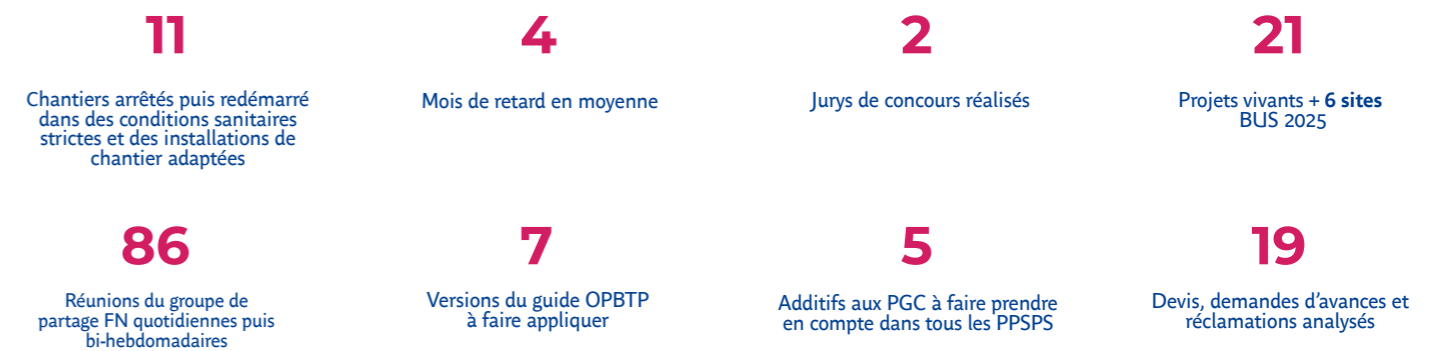 11
Chantiers arrêtés puis redémarré
dans des conditions sanitaires
strictes et des installations de
chantier adaptées
4
Mois de retard en moyenne
2
Jurys de concours réalisés
21
Projets vivants + 6 sites
BUS 2025
86
Réunions du groupe de
partage FN quotidiennes puis
bi-hebdomadaires
7
Versions du guide OPBTP
à faire appliquer
5
Additifs aux PGC à faire prendre
en compte dans tous les PPSPS
19
Devis, demandes d’avances et
réclamations analysés